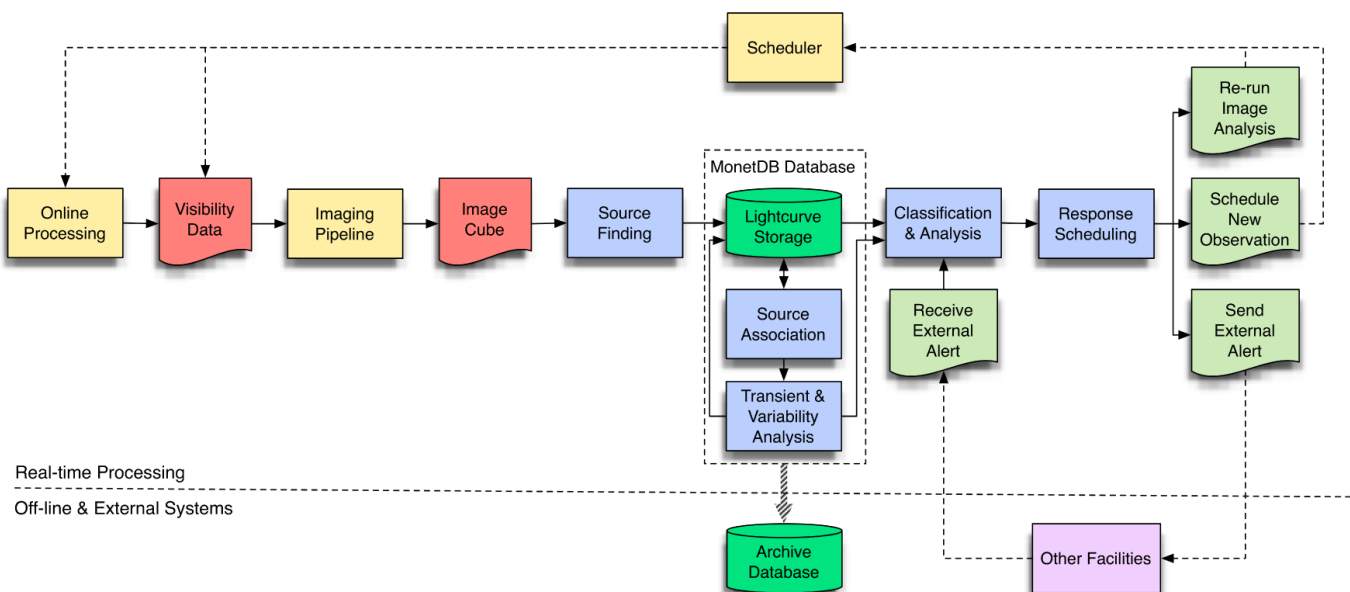 Scheduler
Re-run
Image
Analysis
MonetDB Database
Online
Processing
Visibility
Data
Imaging
Pipeline
Image
Cube
Source
Finding
Lightcurve
Storage
Classification
& Analysis
Response
Scheduling
Schedule
New
Observation
Source
Association
Receive
External
Alert
Send
External
Alert
Transient &
Variability
Analysis
Real-time Processing
Off-line & External Systems
Archive
Database
Other Facilities